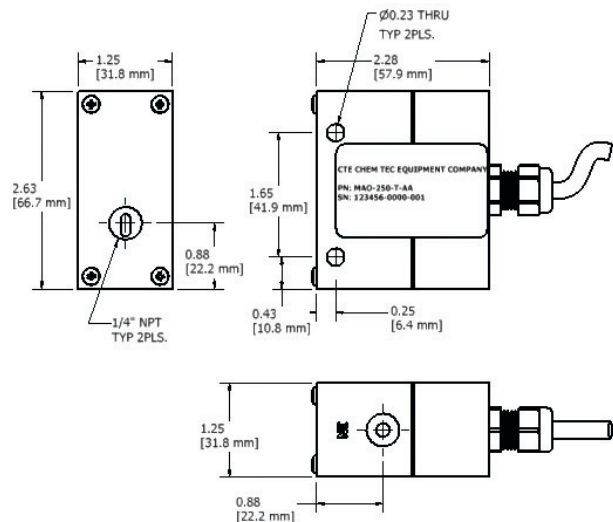 Ø0.23 THRU
TYP 2PLS.
1.25
[31.8 mm]
2.28
[57.9 mm]
2.63
[66.7 mm]
1.65
[41.9 mm]
CTE CHEM TEC EQUIPMENT COMPANY
PN: MAO-250-T-AA
SN: 123456-0000-001
0.88
[22.2 mm]
0.43
[10.8 mm]
0.25
[6.4 mm]
1/4" NPT
TYP 2PLS.
1.25
[31.8 mm]
IN
0.88
[22.2 mm]